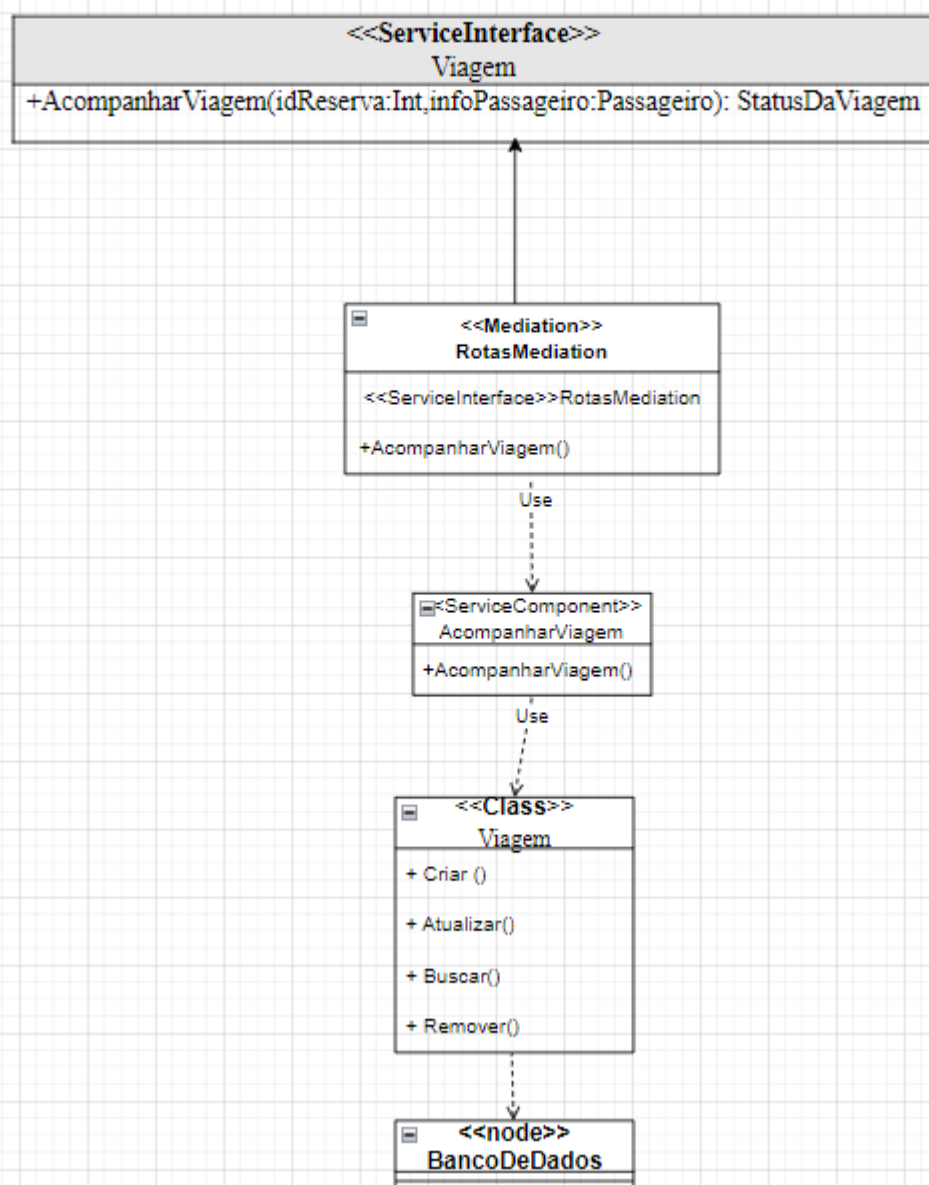 <<ServiceInterface>>
Viagem
+AcompanharViagem(idReserva:Int,infoPassageiro:Passageiro): StatusDaViagem
<<Mediation>>
RotasMediation
<<ServiceInterface>>RotasMediation
+AcompanharViagem()
Use
<ServiceComponent>>
AcompanharViagem
+AcompanharViagem()
Use
<<Class>>
Viagem
+ Criar ()
+ Atualizar()
+ Buscar()
+ Remover()
<<node>>
BancoDeDados